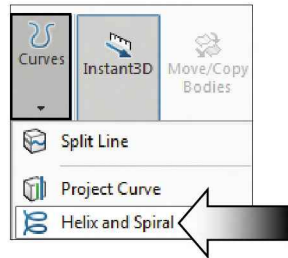 Curves
Instant3D
Move/Copy
Bodies
Split Line
Project Curve
Helix and Spiral